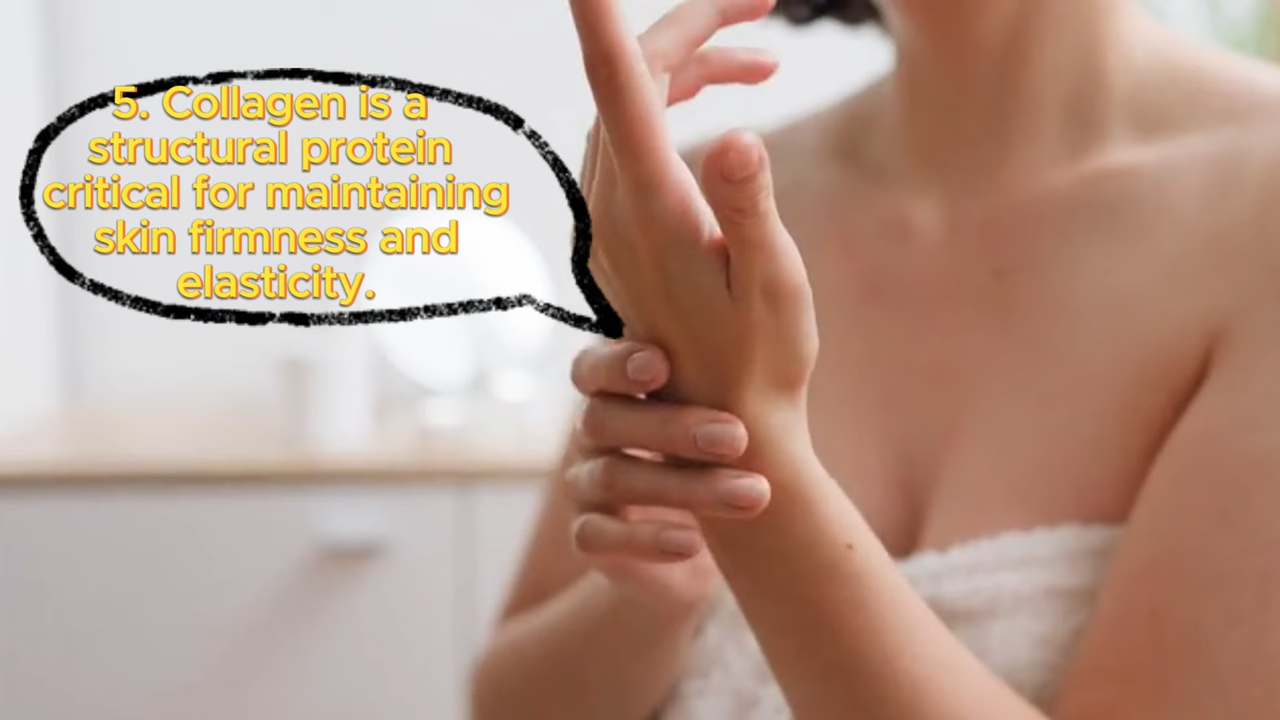 5. Collagen is a
structural protein
critical for maintaining
skin firmness and
elasticity.